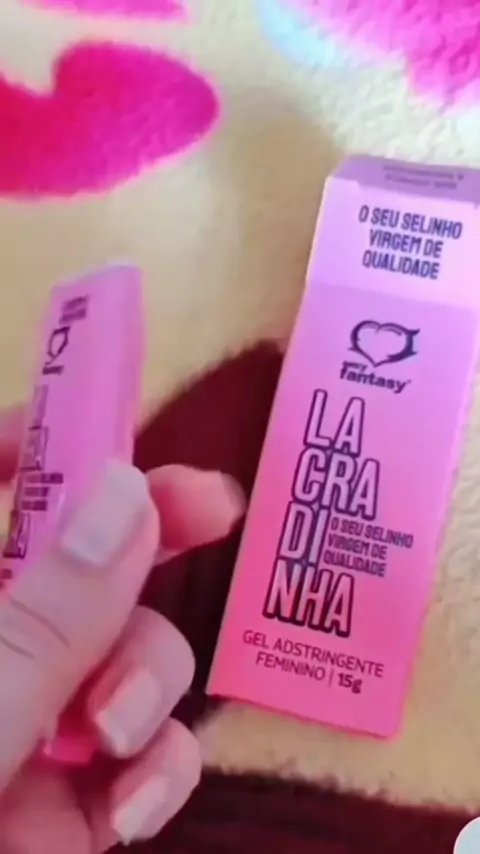 O SEU SELINHO
VIRGEM DE
QUALIDADE
fantasy
LA
CRA
DI
NHA
O SEU SELINHO
VIRGEM DE
QUALIDADE
GEL ADSTRINGENTE
FEMININO | 15g